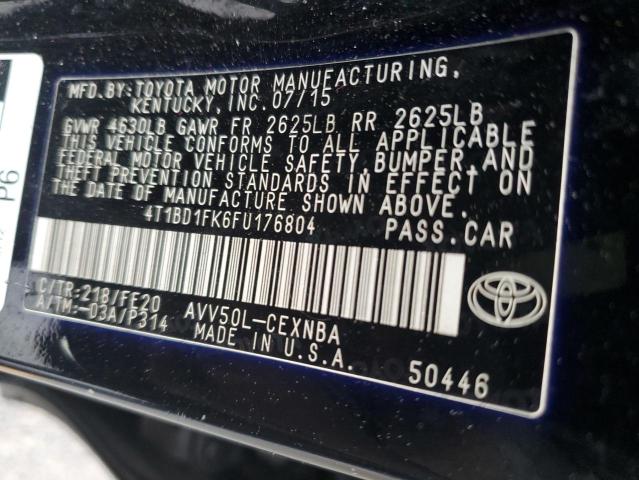 MFD.BY:TOYOTA MOTOR MANUFACTURING,
KENTUCKY, INC. 07/15
GVWR 4630LB GAWR FR 2625LB RR 2625LB
THIS VEHICLE CONFORMS TO ALL APPLICABLE
FEDERAL MOTOR VEHICLE SAFETY, BUMPER, AND
THEFT PREVENTION STANDARDS IN EFFECT ON
THE DATE OF MANUFACTURE SHOWN ABOVE.
4T1BD1FK6FU176804 PASS.CAR
C/TR:218/FE20
A/TM:-03A/P314
AVV50L-CEXNBA
MADE IN U.S.A.
50446
P6